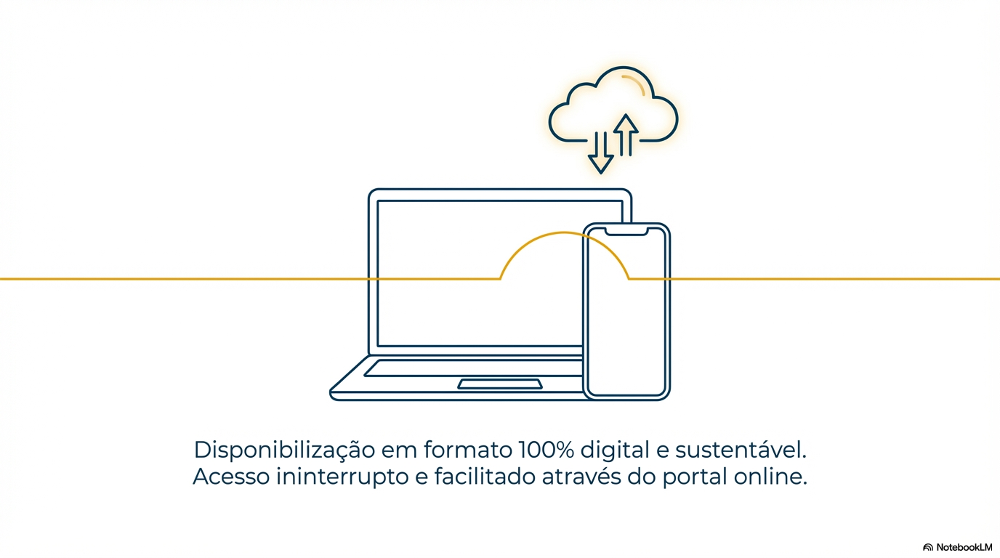 Disponibilização em formato 100% digital e sustentável.
Acesso ininterrupto e facilitado através do portal online.
NotebookLM